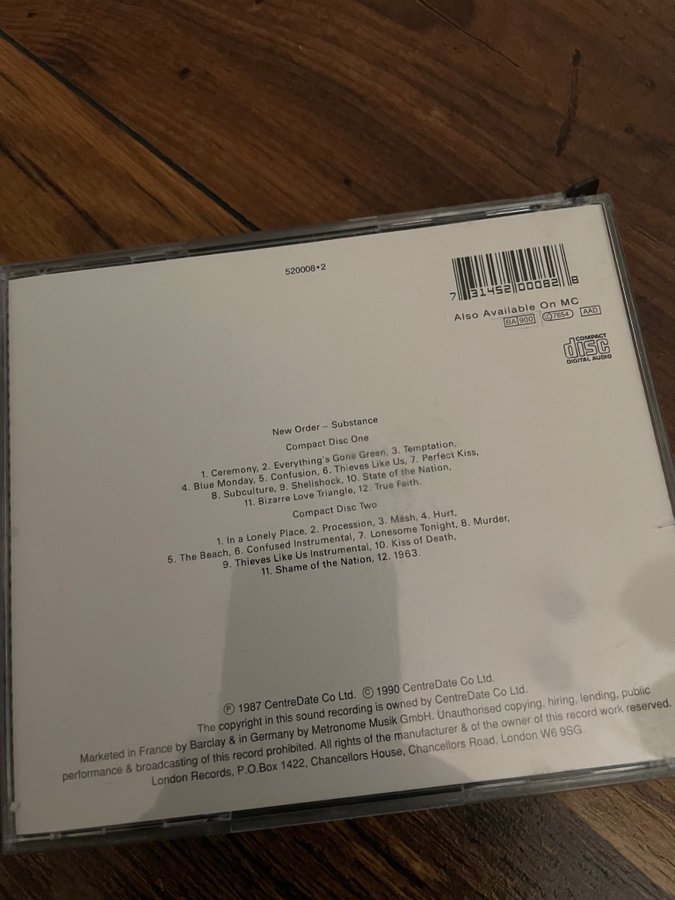 520008•2
7 31452 00082 8
Also Available On MC
BA 900 Ⓛ7654 AAD
COMPACT
disc
DIGITAL AUDIO
New Order – Substance
Compact Disc One
1. Ceremony, 2. Everything's Gone Green, 3. Temptation,
4. Blue Monday, 5. Confusion, 6. Thieves Like Us, 7. Perfect Kiss,
8. Subculture, 9. Shellshock, 10. State of the Nation,
11. Bizarre Love Triangle, 12. True Faith.
Compact Disc Two
1. In a Lonely Place, 2. Procession, 3. Mesh, 4. Hurt,
5. The Beach, 6. Confused Instrumental, 7. Lonesome Tonight, 8. Murder,
9. Thieves Like Us Instrumental, 10. Kiss of Death,
11. Shame of the Nation, 12. 1963.
Ⓟ 1987 CentreDate Co Ltd. © 1990 CentreDate Co Ltd.
The copyright in this sound recording is owned by CentreDate Co Ltd.
Marketed in France by Barclay & in Germany by Metronome Musik GmbH. Unauthorised copying, hiring, lending, public
performance & broadcasting of this record prohibited. All rights of the manufacturer & of the owner of this record work reserved.
London Records, P.O.Box 1422, Chancellors House, Chancellors Road, London W6 9SG.